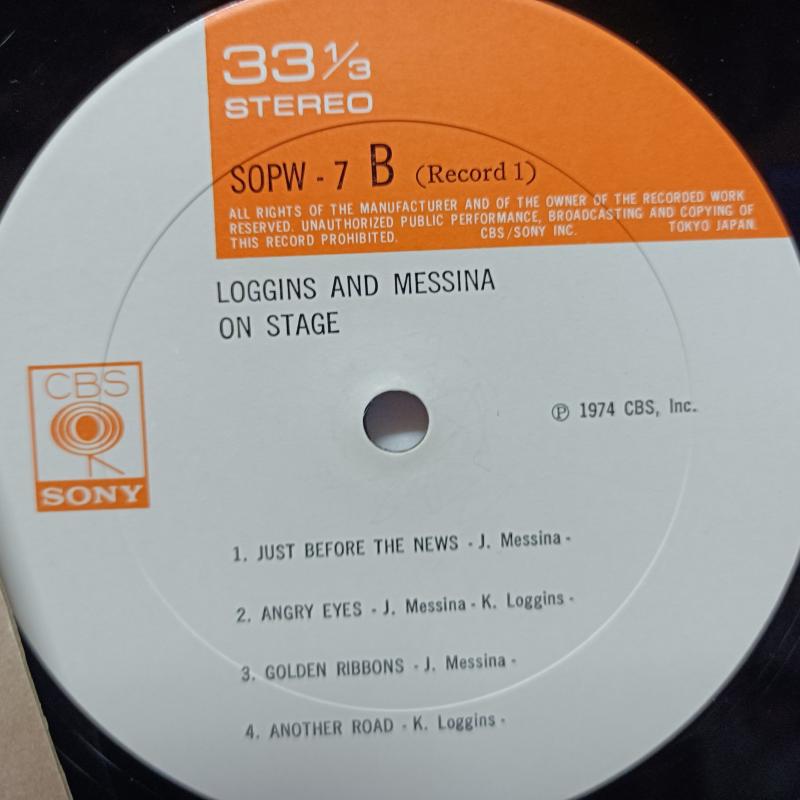 33 1/3
STEREO
SOPW - 7 B (Record 1)
ALL RIGHTS OF THE MANUFACTURER AND OF THE OWNER OF THE RECORDED WORK
RESERVED. UNAUTHORIZED PUBLIC PERFORMANCE, BROADCASTING AND COPYING OF
THIS RECORD PROHIBITED. CBS/SONY INC. TOKYO JAPAN.
LOGGINS AND MESSINA
ON STAGE
CBS
SONY
Ⓟ 1974 CBS, Inc.
1. JUST BEFORE THE NEWS - J. Messina -
2. ANGRY EYES - J. Messina - K. Loggins -
3. GOLDEN RIBBONS - J. Messina -
4. ANOTHER ROAD - K. Loggins -